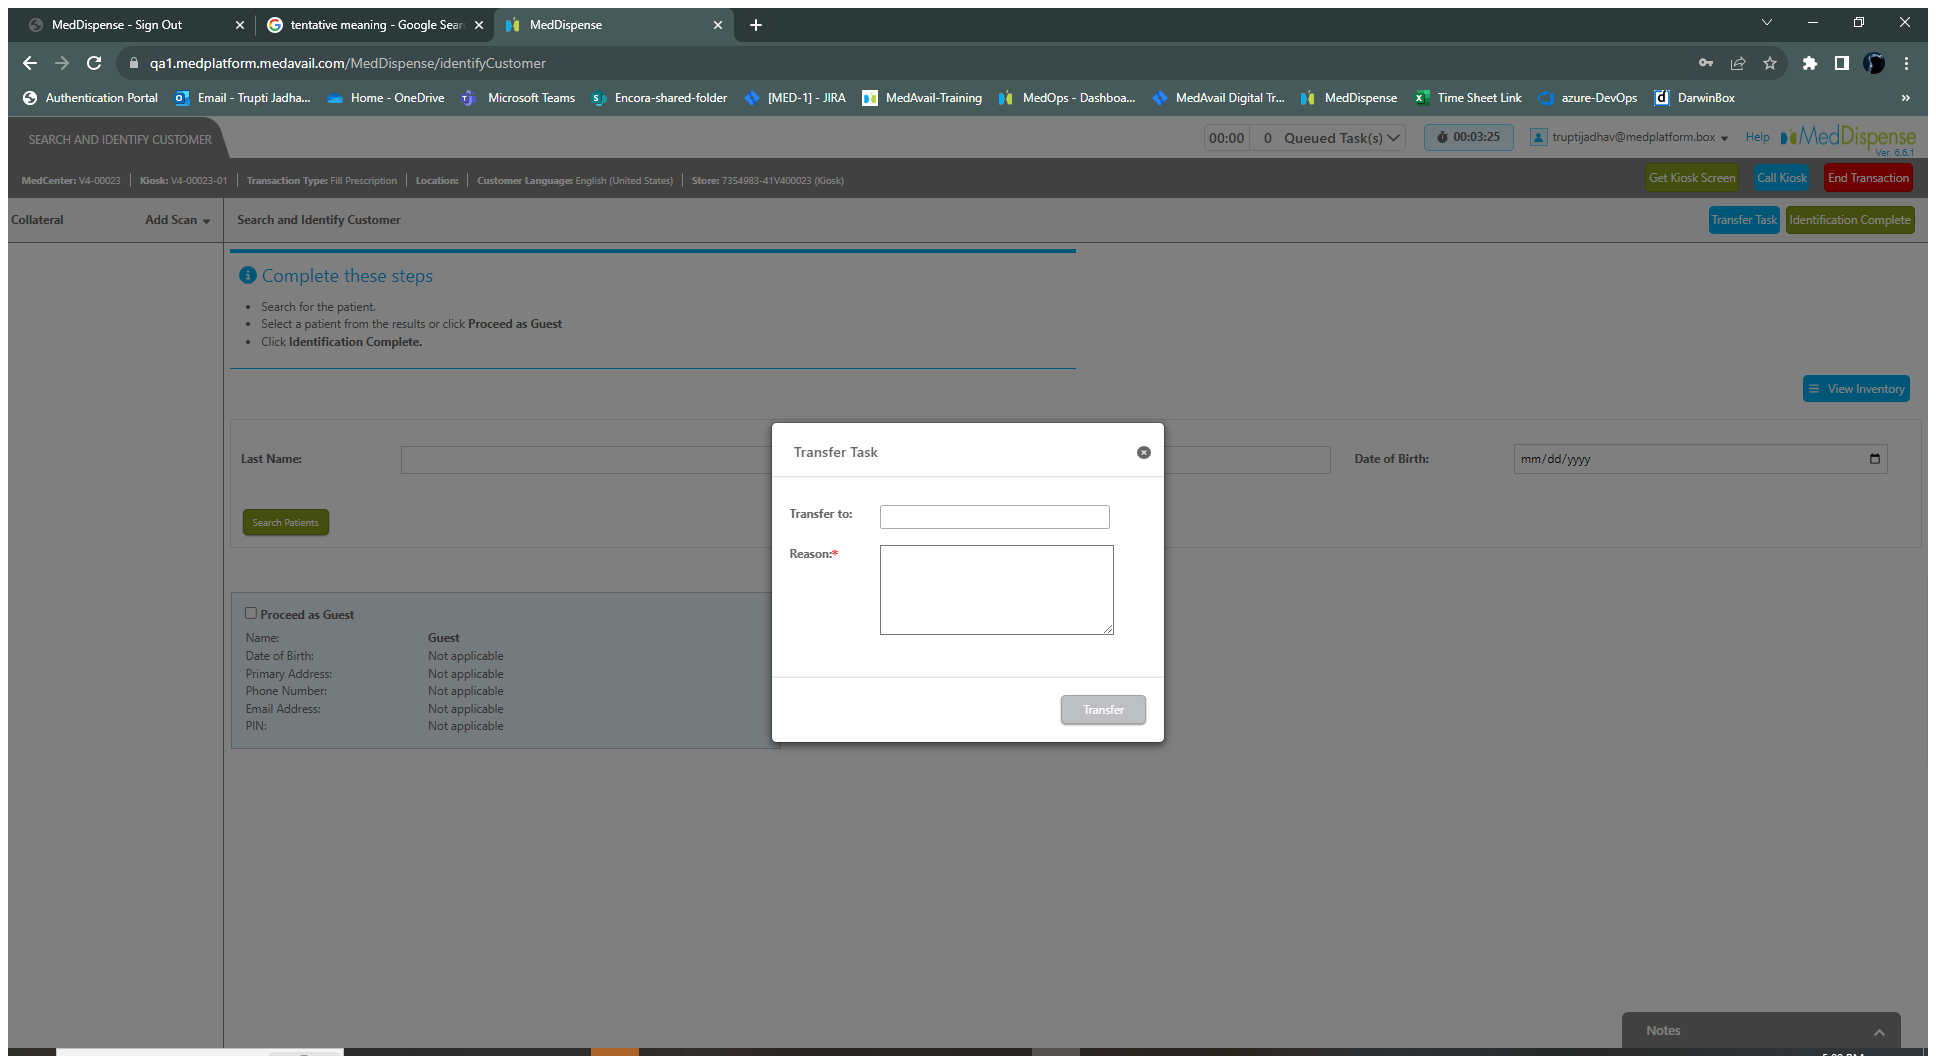 MedDispense - Sign Out
tentative meaning - Google Sear
MedDispense
qa1.medplatform.medavail.com/MedDispense/identifyCustomer
Authentication Portal
Email - Trupti Jadha...
Home - OneDrive
Microsoft Teams
Encora-shared-folder
[MED-1] - JIRA
MedAvail-Training
MedOps - Dashboa...
MedAvail Digital Tr...
MedDispense
Time Sheet Link
azure-DevOps
DarwinBox
»
SEARCH AND IDENTIFY CUSTOMER
00:00 0 Queued Task(s)
00:03:25
truptijadhav@medplatform.box
Help
MedDispense
Ver. 6.6.1
MedCenter: V4-00023
Kiosk: V4-00023-01
Transaction Type: Fill Prescription
Location:
Customer Language: English (United States)
Store: 7354983-41V400023 (Kiosk)
Get Kiosk Screen
Call Kiosk
End Transaction
Collateral
Add Scan
Search and Identify Customer
Transfer Task
Identification Complete
Complete these steps
• Search for the patient.
• Select a patient from the results or click Proceed as Guest
• Click Identification Complete.
View Inventory
Last Name:
Date of Birth:
mm/dd/yyyy
Search Patients
Transfer Task
Transfer to:
Reason:*
Transfer
Proceed as Guest
Name: Guest
Date of Birth: Not applicable
Primary Address: Not applicable
Phone Number: Not applicable
Email Address: Not applicable
PIN: Not applicable
Notes